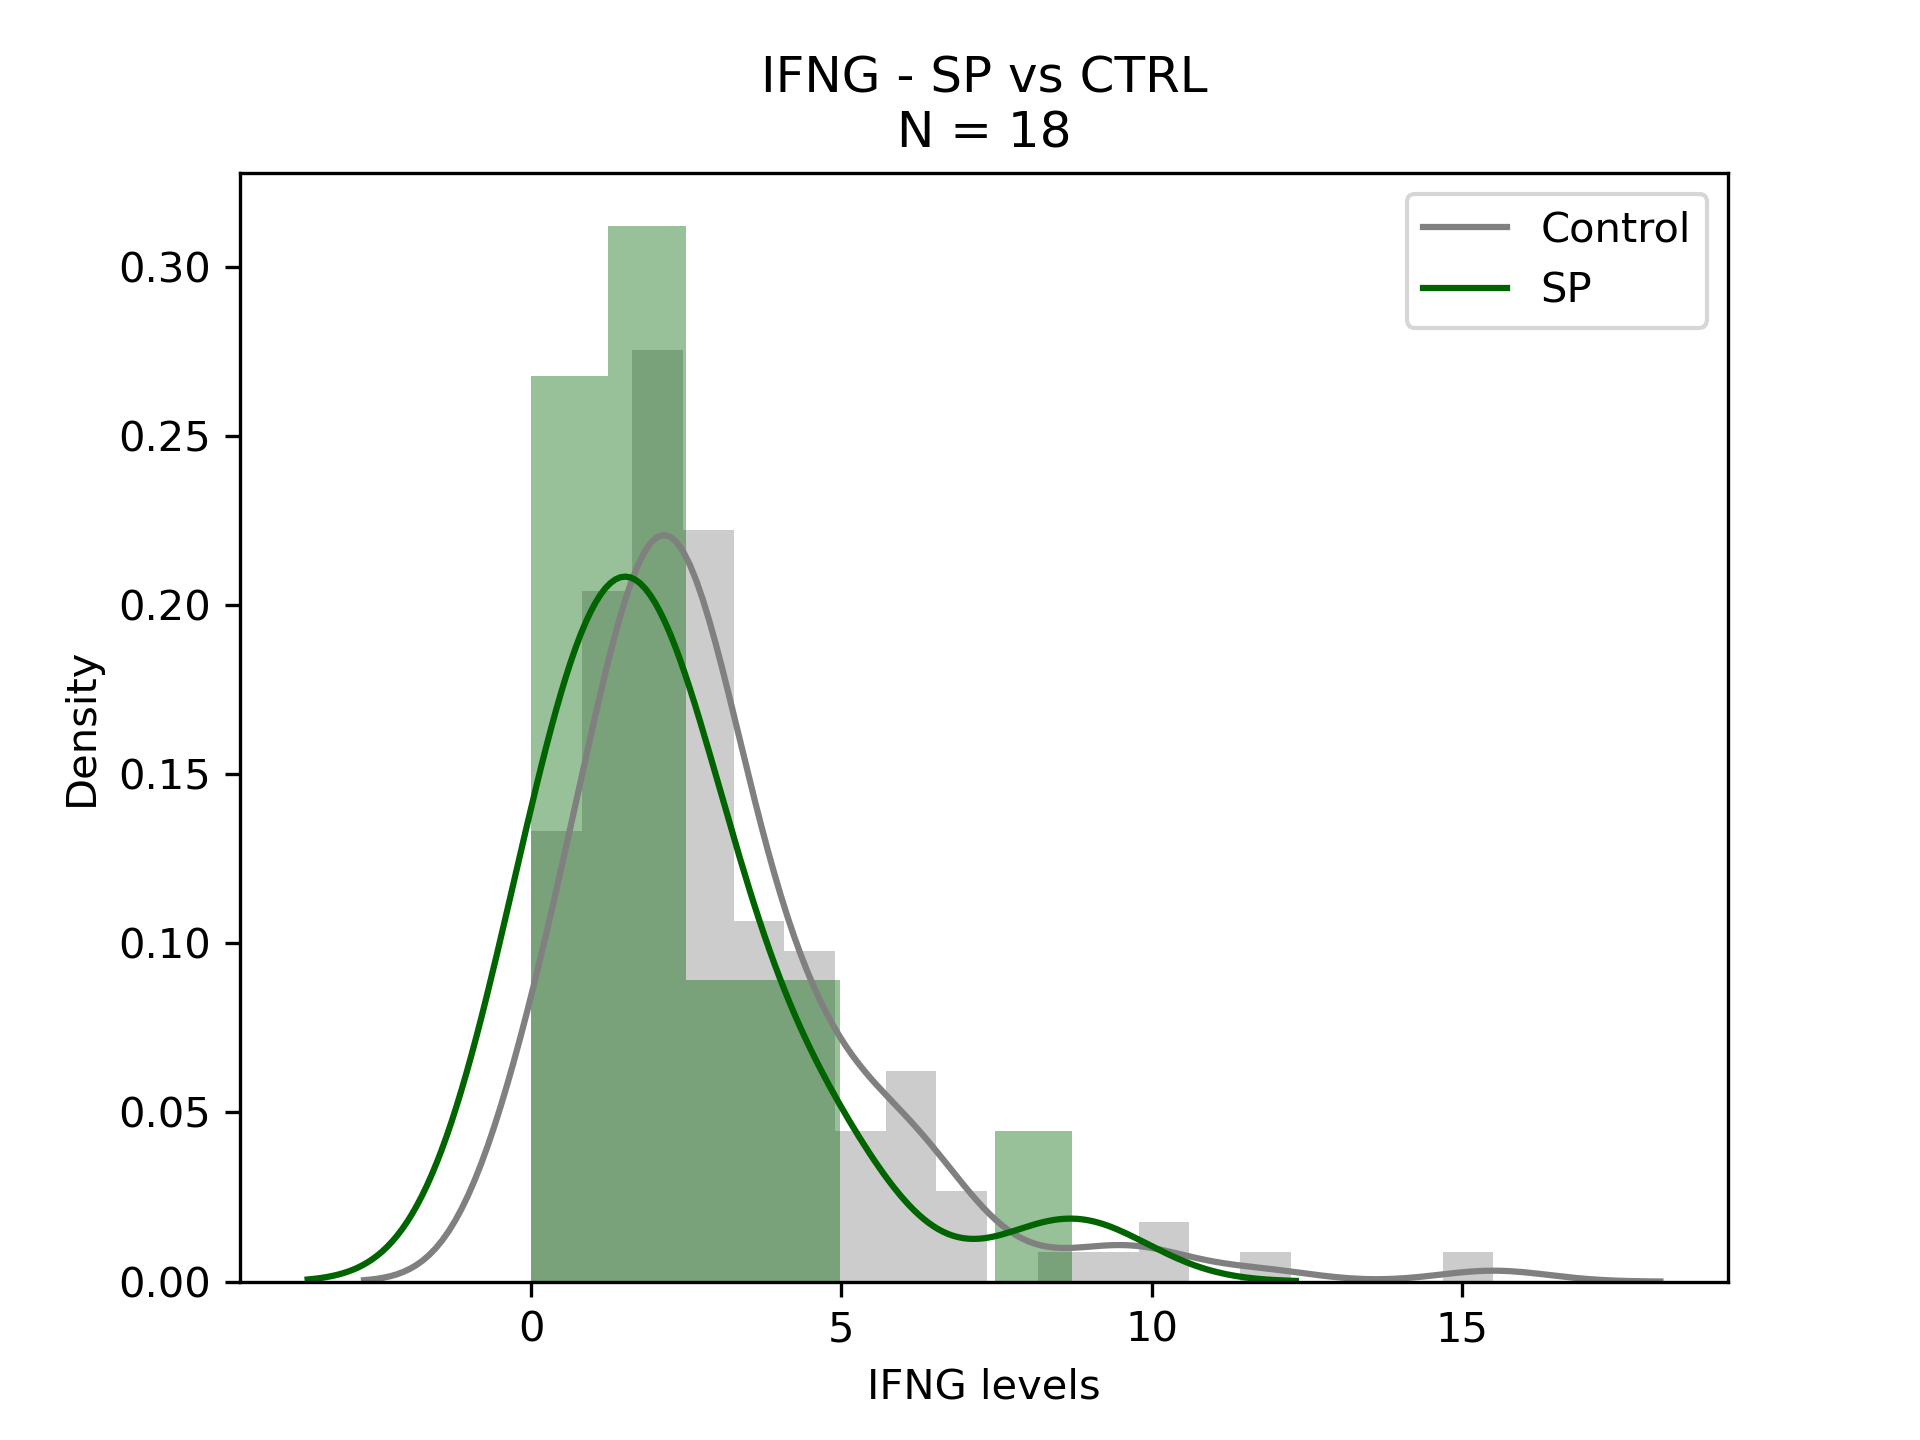 IFNG - SP vs CTRL
N = 18
Control
SP
0.30
0.25
0.20
0.15
0.10
0.05
0.00
Density
0 5 10 15
IFNG levels